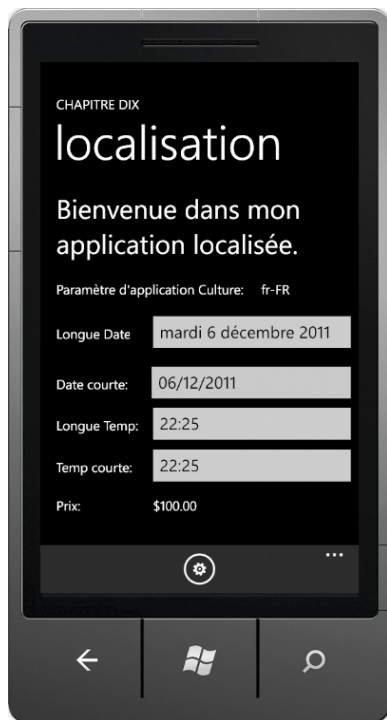 CHAPITRE DIX
localisation
Bienvenue dans mon
application localisée.
Paramètre d'application Culture: fr-FR
Longue Date mardi 6 décembre 2011
Date courte: 06/12/2011
Longue Temp: 22:25
Temp courte: 22:25
Prix: $100.00